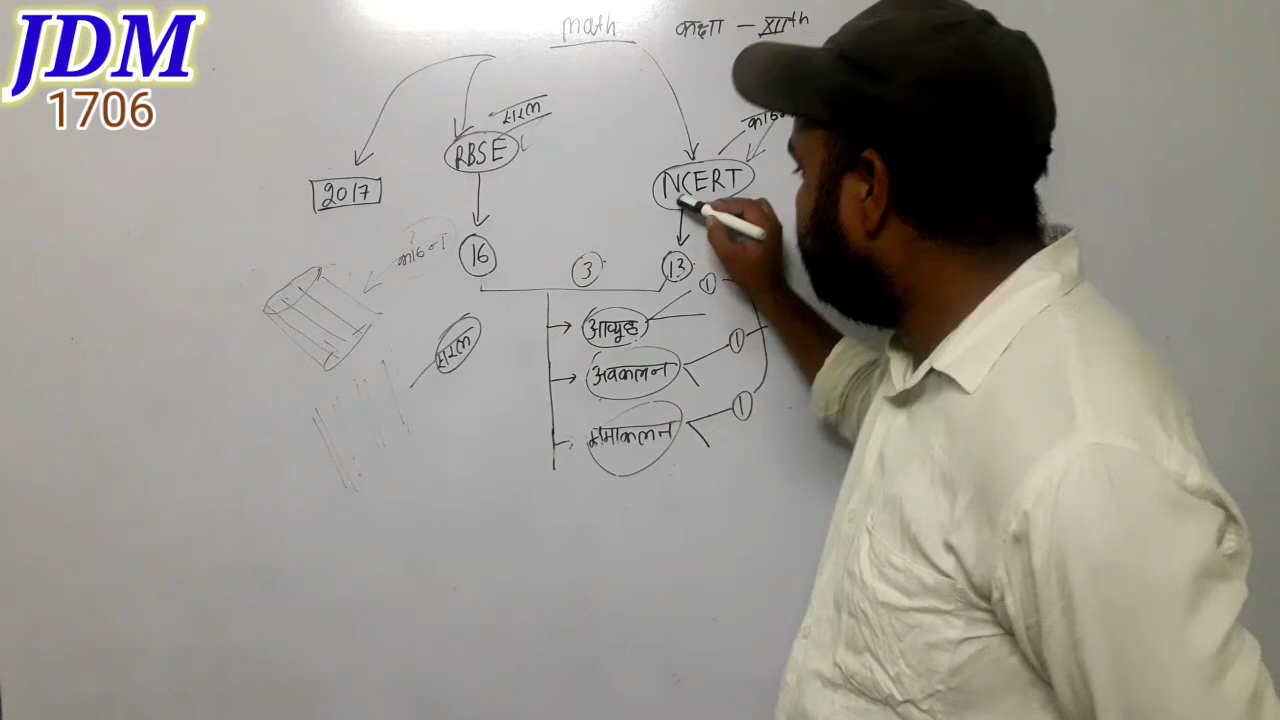 JDM
1706
math कक्षा - XIIth
सरल
RBSE
NCERT
2017
16
3
13
कठिन
1
आव्यूह
सरल
1
अवकलन
1
समाकलन